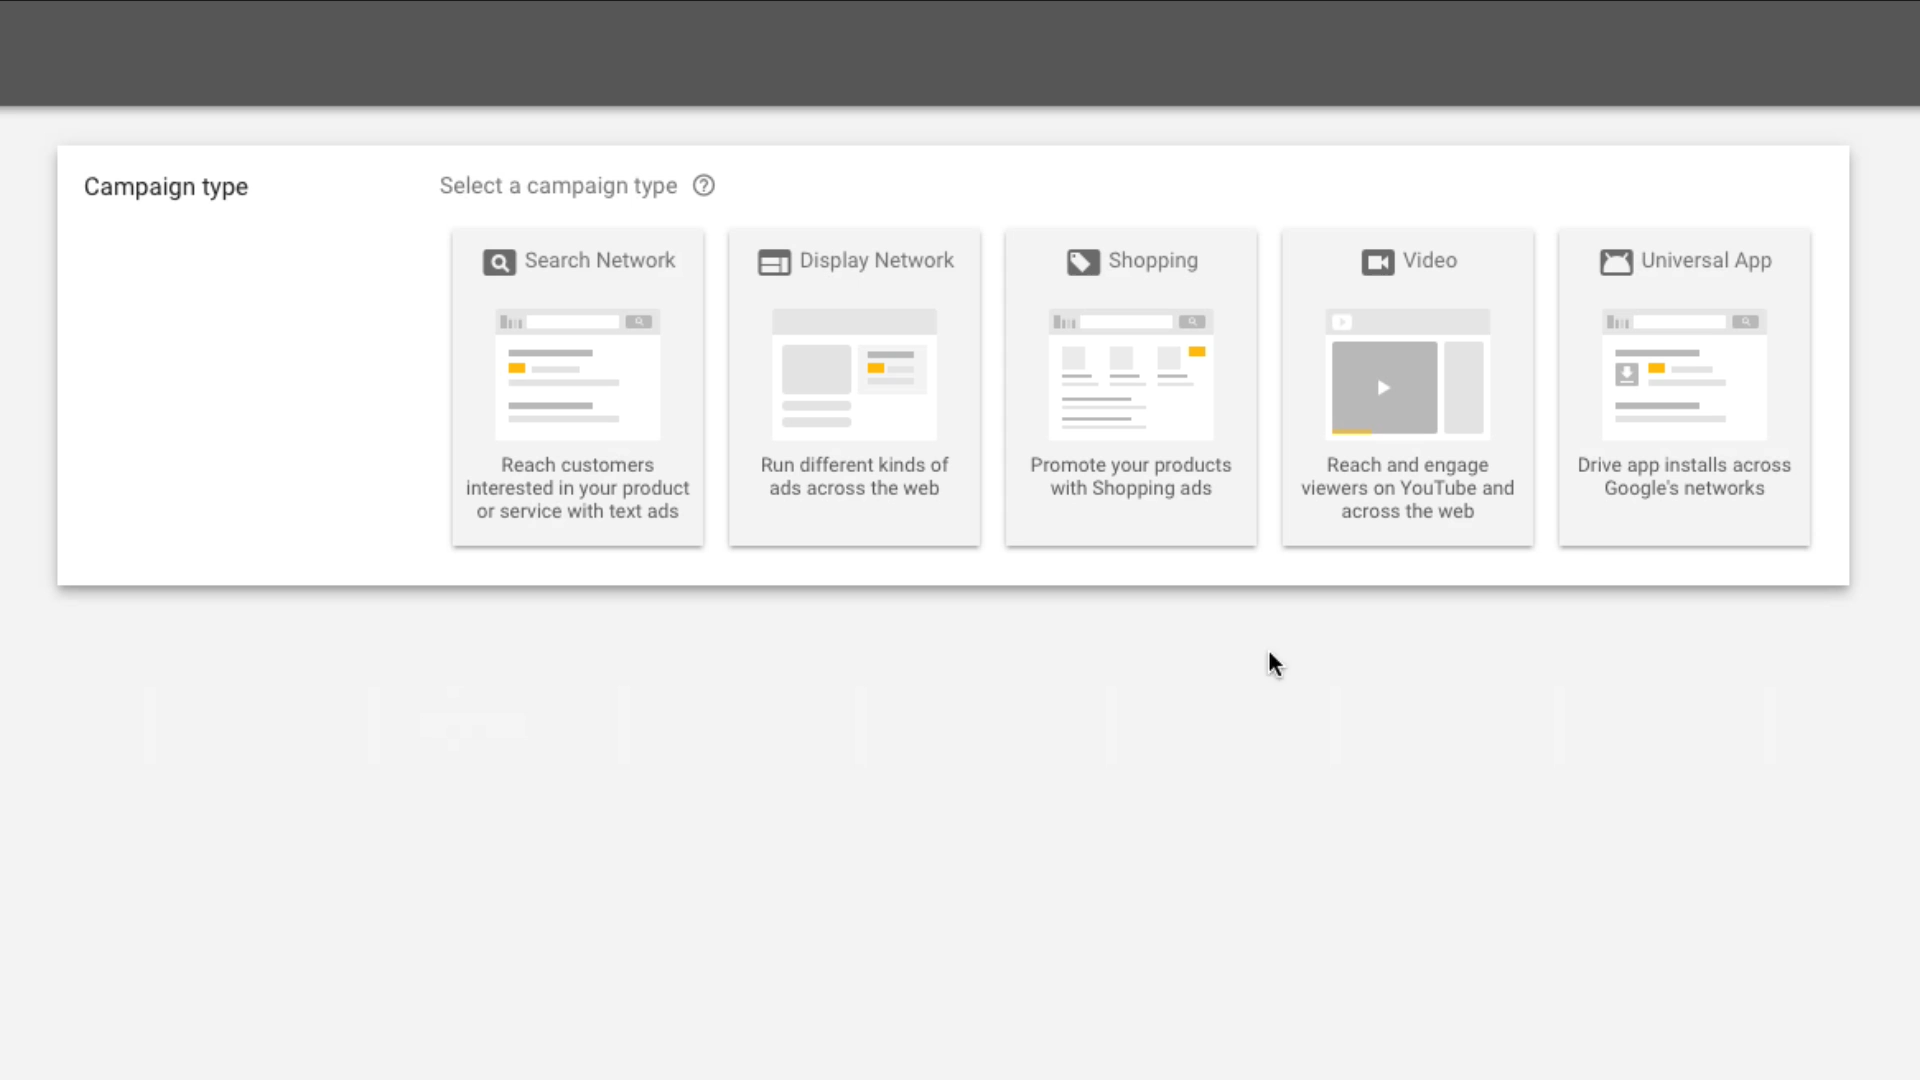 Campaign type
Select a campaign type
Search Network
Reach customers
interested in your product
or service with text ads
Display Network
Run different kinds of
ads across the web
Shopping
Promote your products
with Shopping ads
Video
Reach and engage
viewers on YouTube and
across the web
Universal App
Drive app installs across
Google's networks